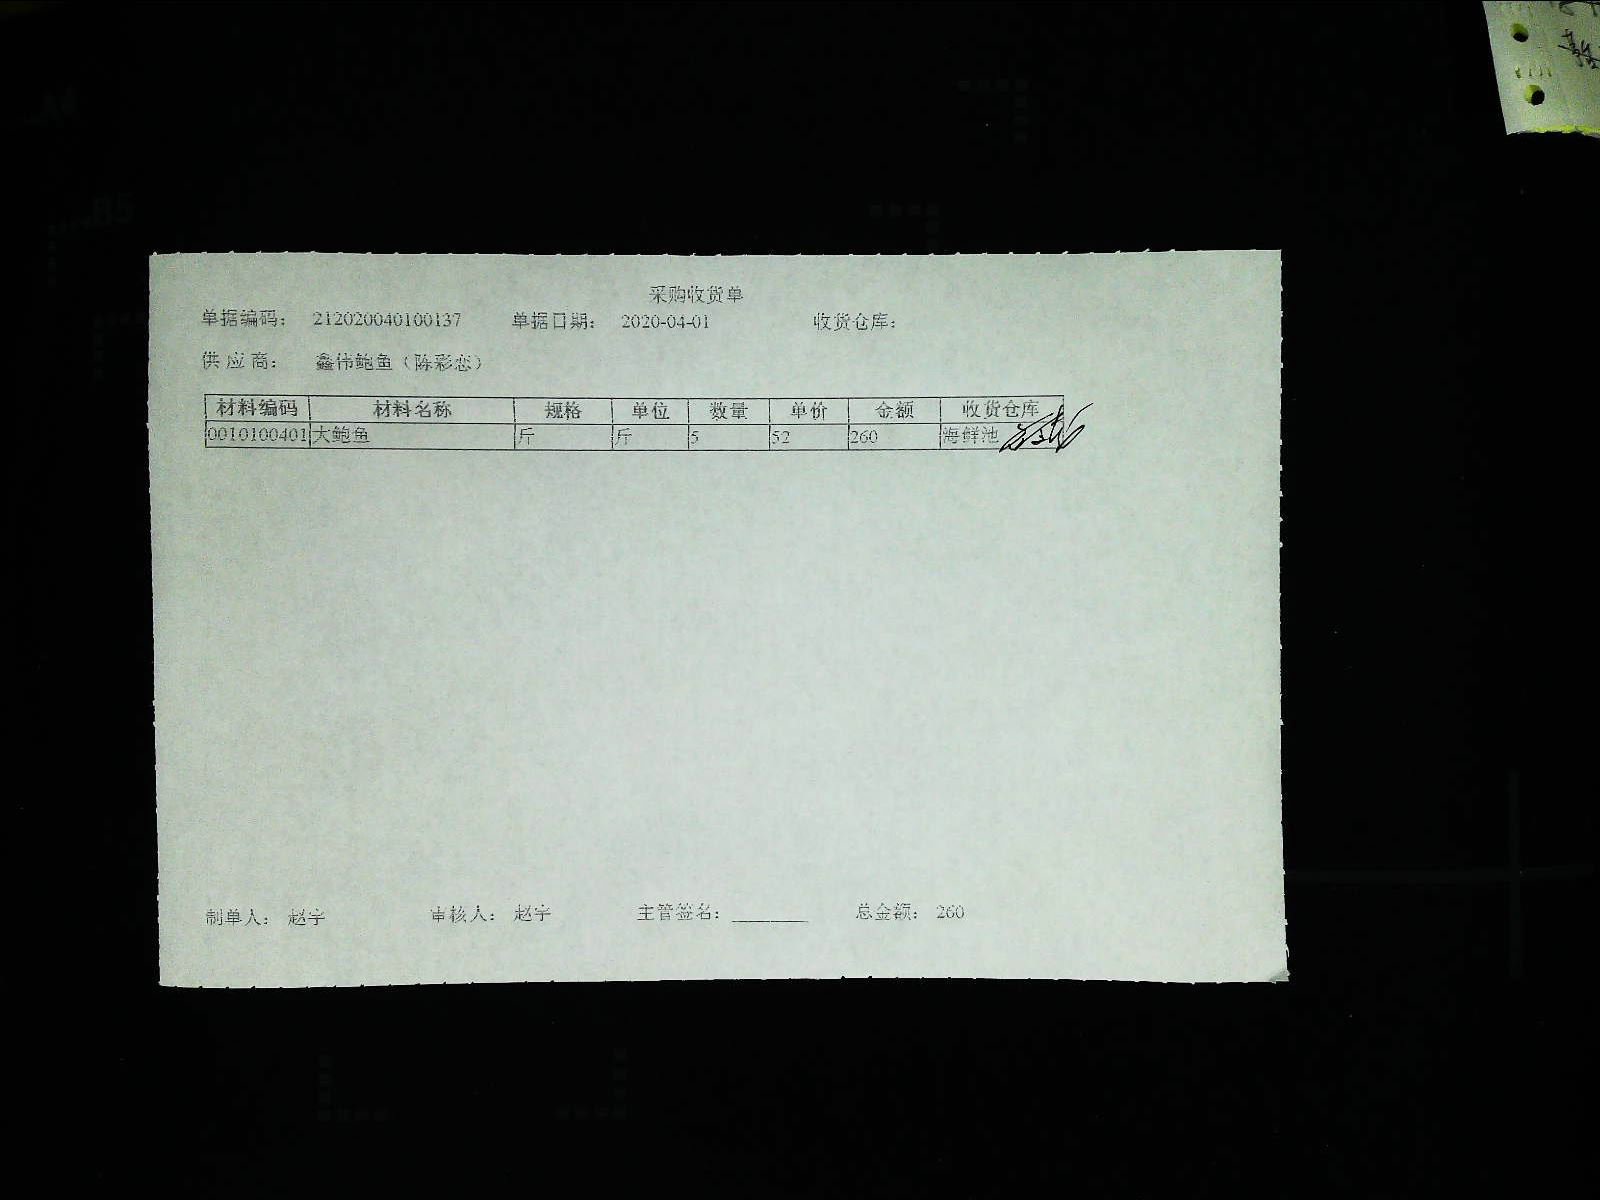 采购收货单
单据编码: 212020040100137 单据日期: 2020-04-01 收货仓库:
供应商: 鑫伟鲍鱼（陈彩恋）
材料编码 材料名称 规格 单位 数量 单价 金额 收货仓库
0010100401 大鲍鱼 斤 斤 5 52 260 海鲜池
制单人: 赵宇 审核人: 赵宇 主管签名: 总金额: 260